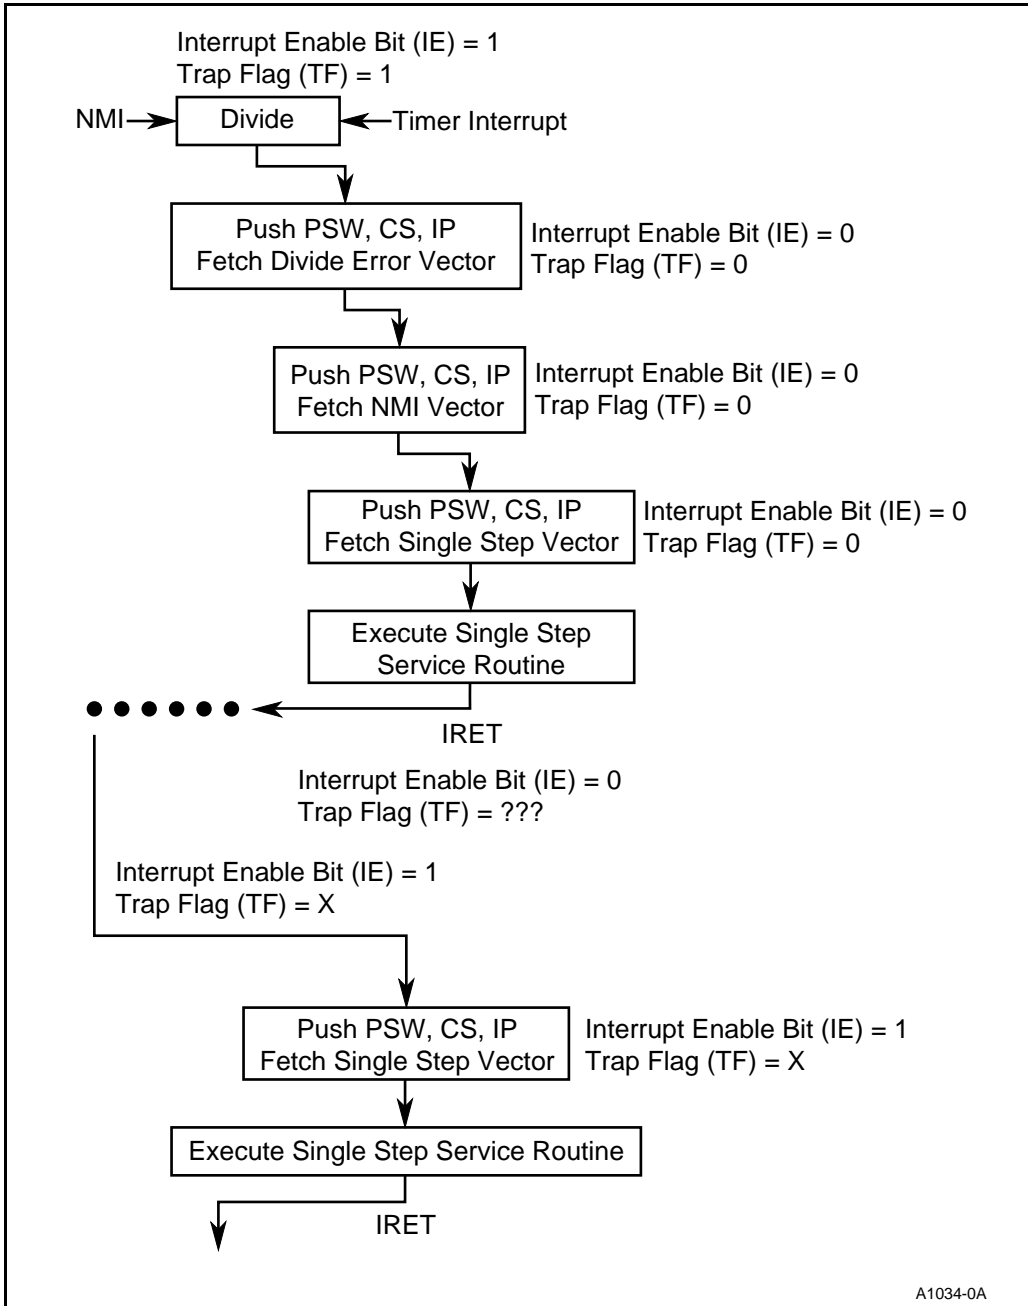 Interrupt Enable Bit (IE) = 1
Trap Flag (TF) = 1
NMI
Divide
Timer Interrupt
Push PSW, CS, IP
Fetch Divide Error Vector
Interrupt Enable Bit (IE) = 0
Trap Flag (TF) = 0
Push PSW, CS, IP
Fetch NMI Vector
Interrupt Enable Bit (IE) = 0
Trap Flag (TF) = 0
Push PSW, CS, IP
Fetch Single Step Vector
Interrupt Enable Bit (IE) = 0
Trap Flag (TF) = 0
Execute Single Step
Service Routine
IRET
Interrupt Enable Bit (IE) = 0
Trap Flag (TF) = ???
Interrupt Enable Bit (IE) = 1
Trap Flag (TF) = X
Push PSW, CS, IP
Fetch Single Step Vector
Interrupt Enable Bit (IE) = 1
Trap Flag (TF) = X
Execute Single Step Service Routine
IRET
A1034-0A